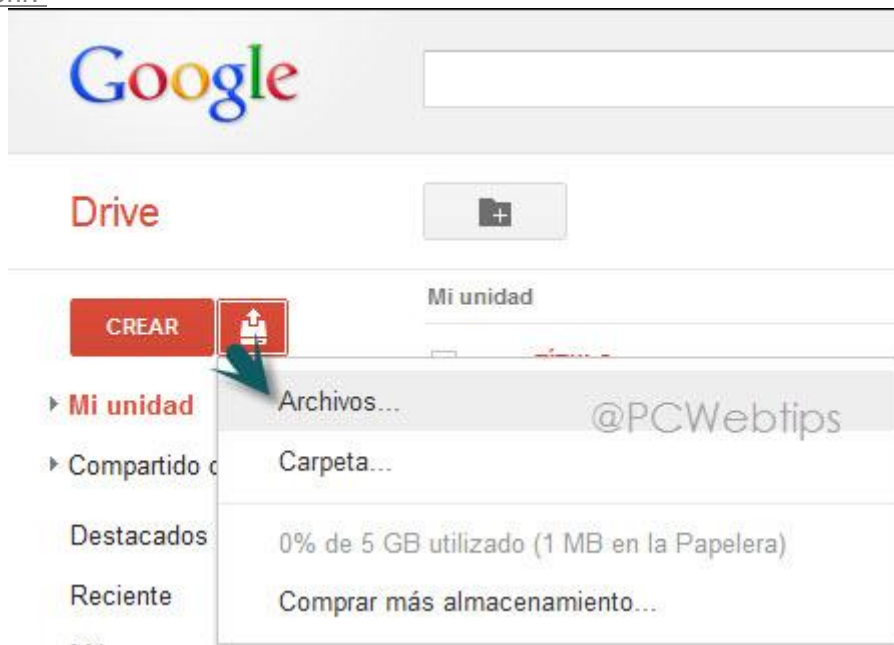 Google
Drive
Mi unidad
CREAR
Archivos...
@PCWebtips
Mi unidad
Carpeta...
Compartido
Destacados
0% de 5 GB utilizado (1 MB en la Papelera)
Reciente
Comprar más almacenamiento...